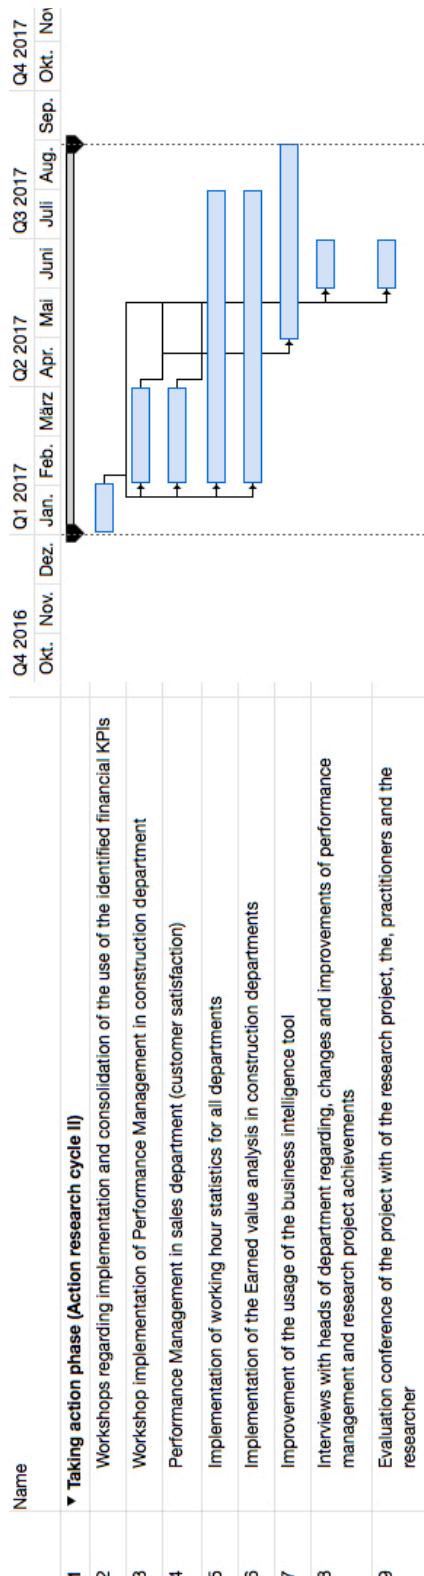 Name
Q4 2016 Q1 2017 Q2 2017 Q3 2017 Q4 2017
Okt. Nov. Dez. Jan. Feb. März Apr. Mai Juni Juli Aug. Sep. Okt.
1 ▼ Taking action phase (Action research cycle II)
2 Workshops regarding implementation and consolidation of the use of the identified financial KPIs
3 Workshop implementation of Performance Management in construction department
4 Performance Management in sales department (customer satisfaction)
5 Implementation of working hour statistics for all departments
6 Implementation of the Earned value analysis in construction departments
7 Improvement of the usage of the business intelligence tool
8 Interviews with heads of department regarding, changes and improvements of performance
management and research project achievements
9 Evaluation conference of the project with of the research project, the, practitioners and the
researcher